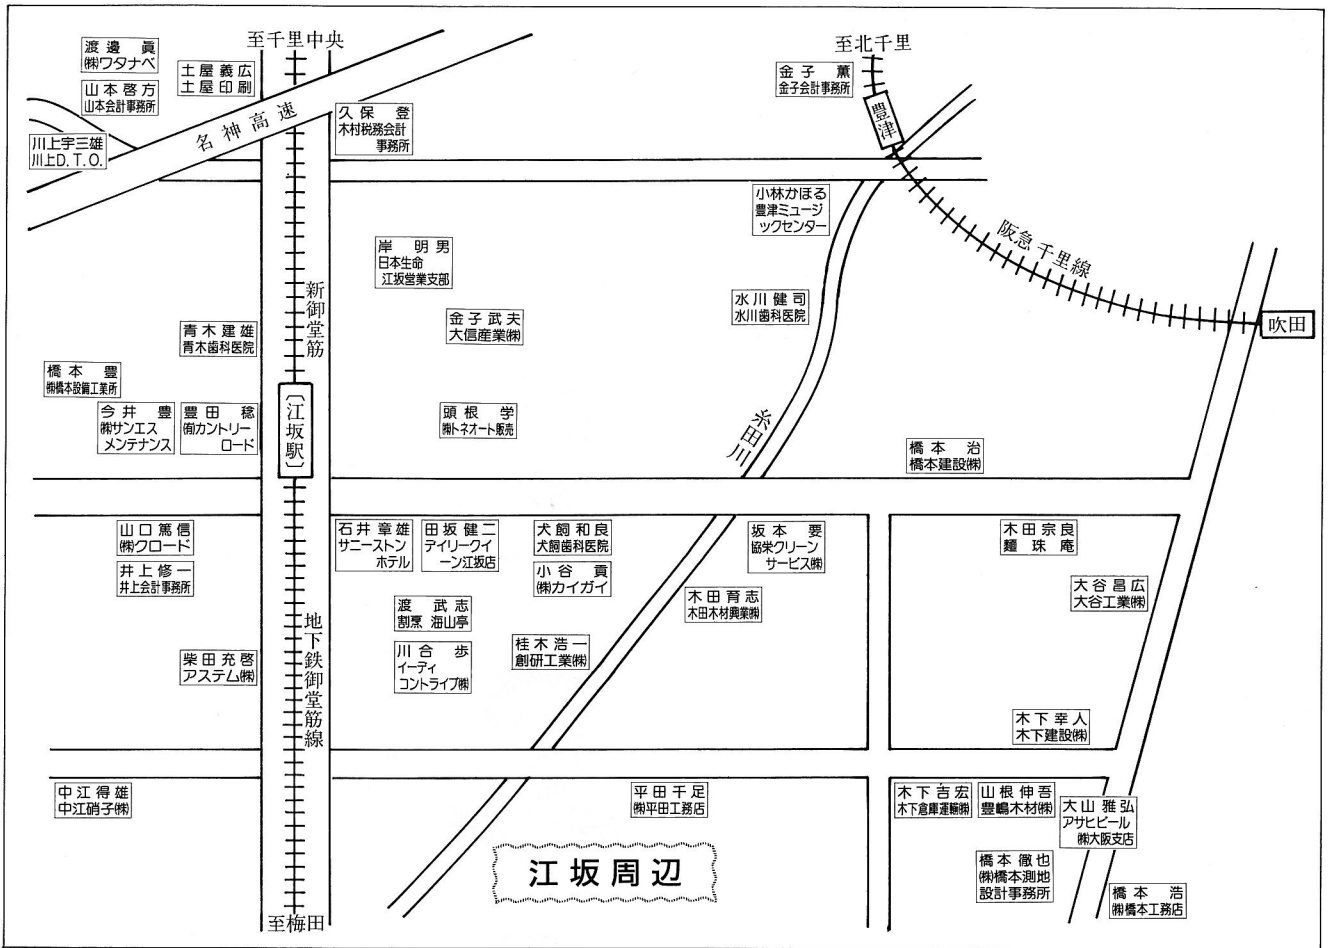 至千里中央
至北千里
渡邊眞
㈱ワタナベ
土屋義広
土屋印刷
山本啓方
山本会計事務所
川上宇三雄
川上D.T.O.
名神高速
久保登
木村税務会計
事務所
金子薫
金子会計事務所
豊津
小林かほる
豊津ミュージ
ックセンター
阪急千里線
吹田
岸明男
日本生命
江坂営業支部
新御堂筋
水川健司
水川歯科医院
金子武夫
大信産業㈱
青木建雄
青木歯科医院
橋本豊
㈱橋本設備工業所
今井豊
㈱サンエス
メンテナンス
豊田稔
㈲カントリー
ロード
〔江坂駅〕
頭根学
㈱トネオート販売
糸田川
橋本治
橋本建設㈱
山口篤信
㈱クロード
井上修一
井上会計事務所
石井章雄
サニーストン
ホテル
田坂健二
デイリークイ
ーン江坂店
犬飼和良
犬飼歯科医院
小谷貢
㈱カイガイ
坂本要
協栄クリーン
サービス㈱
木田宗良
麺珠庵
木田育志
木田木材興業㈱
大谷昌広
大谷工業㈱
渡武志
割烹海山亭
地下鉄御堂筋線
川合歩
イーディ
コントライブ㈱
桂木浩一
創研工業㈱
柴田充啓
アステム㈱
木下幸人
木下建設㈱
中江得雄
中江硝子㈱
平田千足
㈱平田工務店
木下吉宏
木下倉庫運輸㈱
山根伸吾
豊嶋木材㈱
大山雅弘
アサヒビール
㈱大阪支店
橋本徹也
㈱橋本測地
設計事務所
橋本浩
㈱橋本工務店
江坂周辺
至梅田